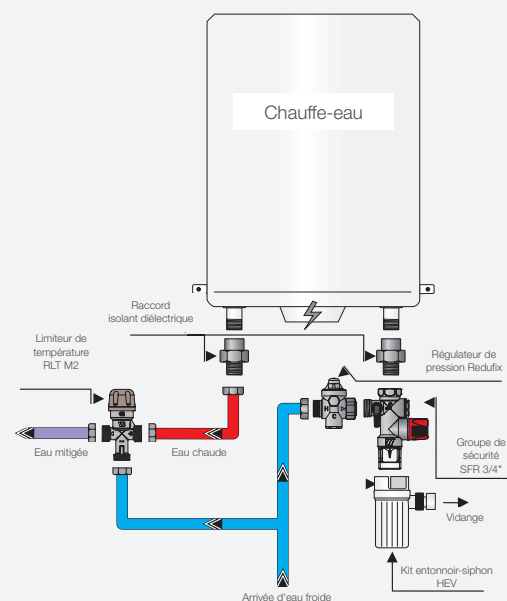 Chauffe-eau
Raccord
isolant diélectrique
Limiteur de
température
RLT M2
Régulateur de
pression Redufix
Eau mitigée
Eau chaude
Groupe de
sécurité
SFR 3/4"
Vidange
Kit entonnoir-siphon
HEV
Arrivée d'eau froide